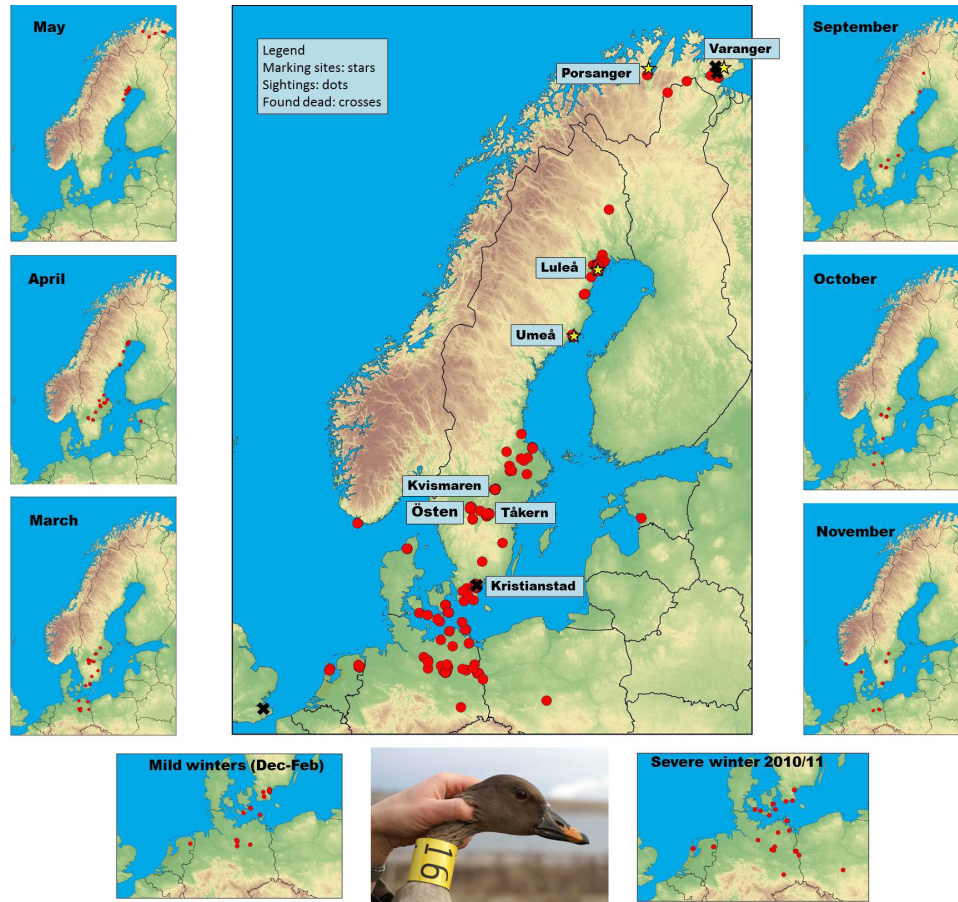 May
April
March
Legend
Marking sites: stars
Sightings: dots
Found dead: crosses
Porsanger
Varanger
Luleå
Umeå
Kvismaren
Östen
Tåkern
Kristianstad
September
October
November
Mild winters (Dec-Feb)
91
Severe winter 2010/11